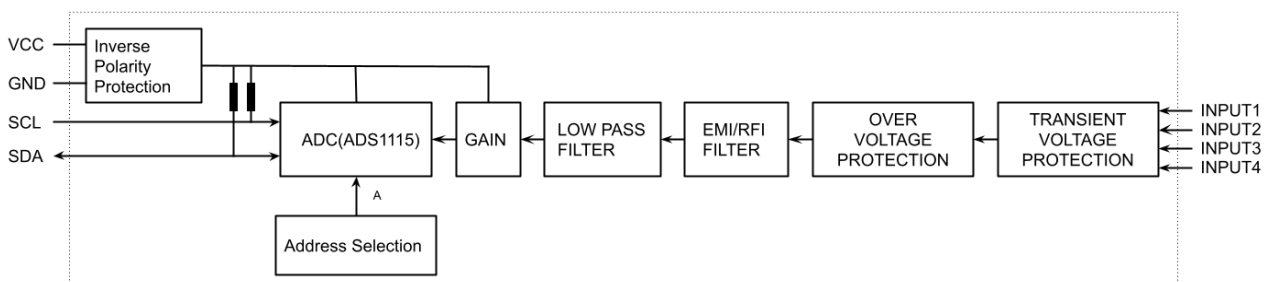 VCC
GND
SCL
SDA
Inverse
Polarity
Protection
ADC(ADS1115)
GAIN
LOW PASS
FILTER
EMI/RFI
FILTER
OVER
VOLTAGE
PROTECTION
TRANSIENT
VOLTAGE
PROTECTION
INPUT1
INPUT2
INPUT3
INPUT4
A
Address Selection